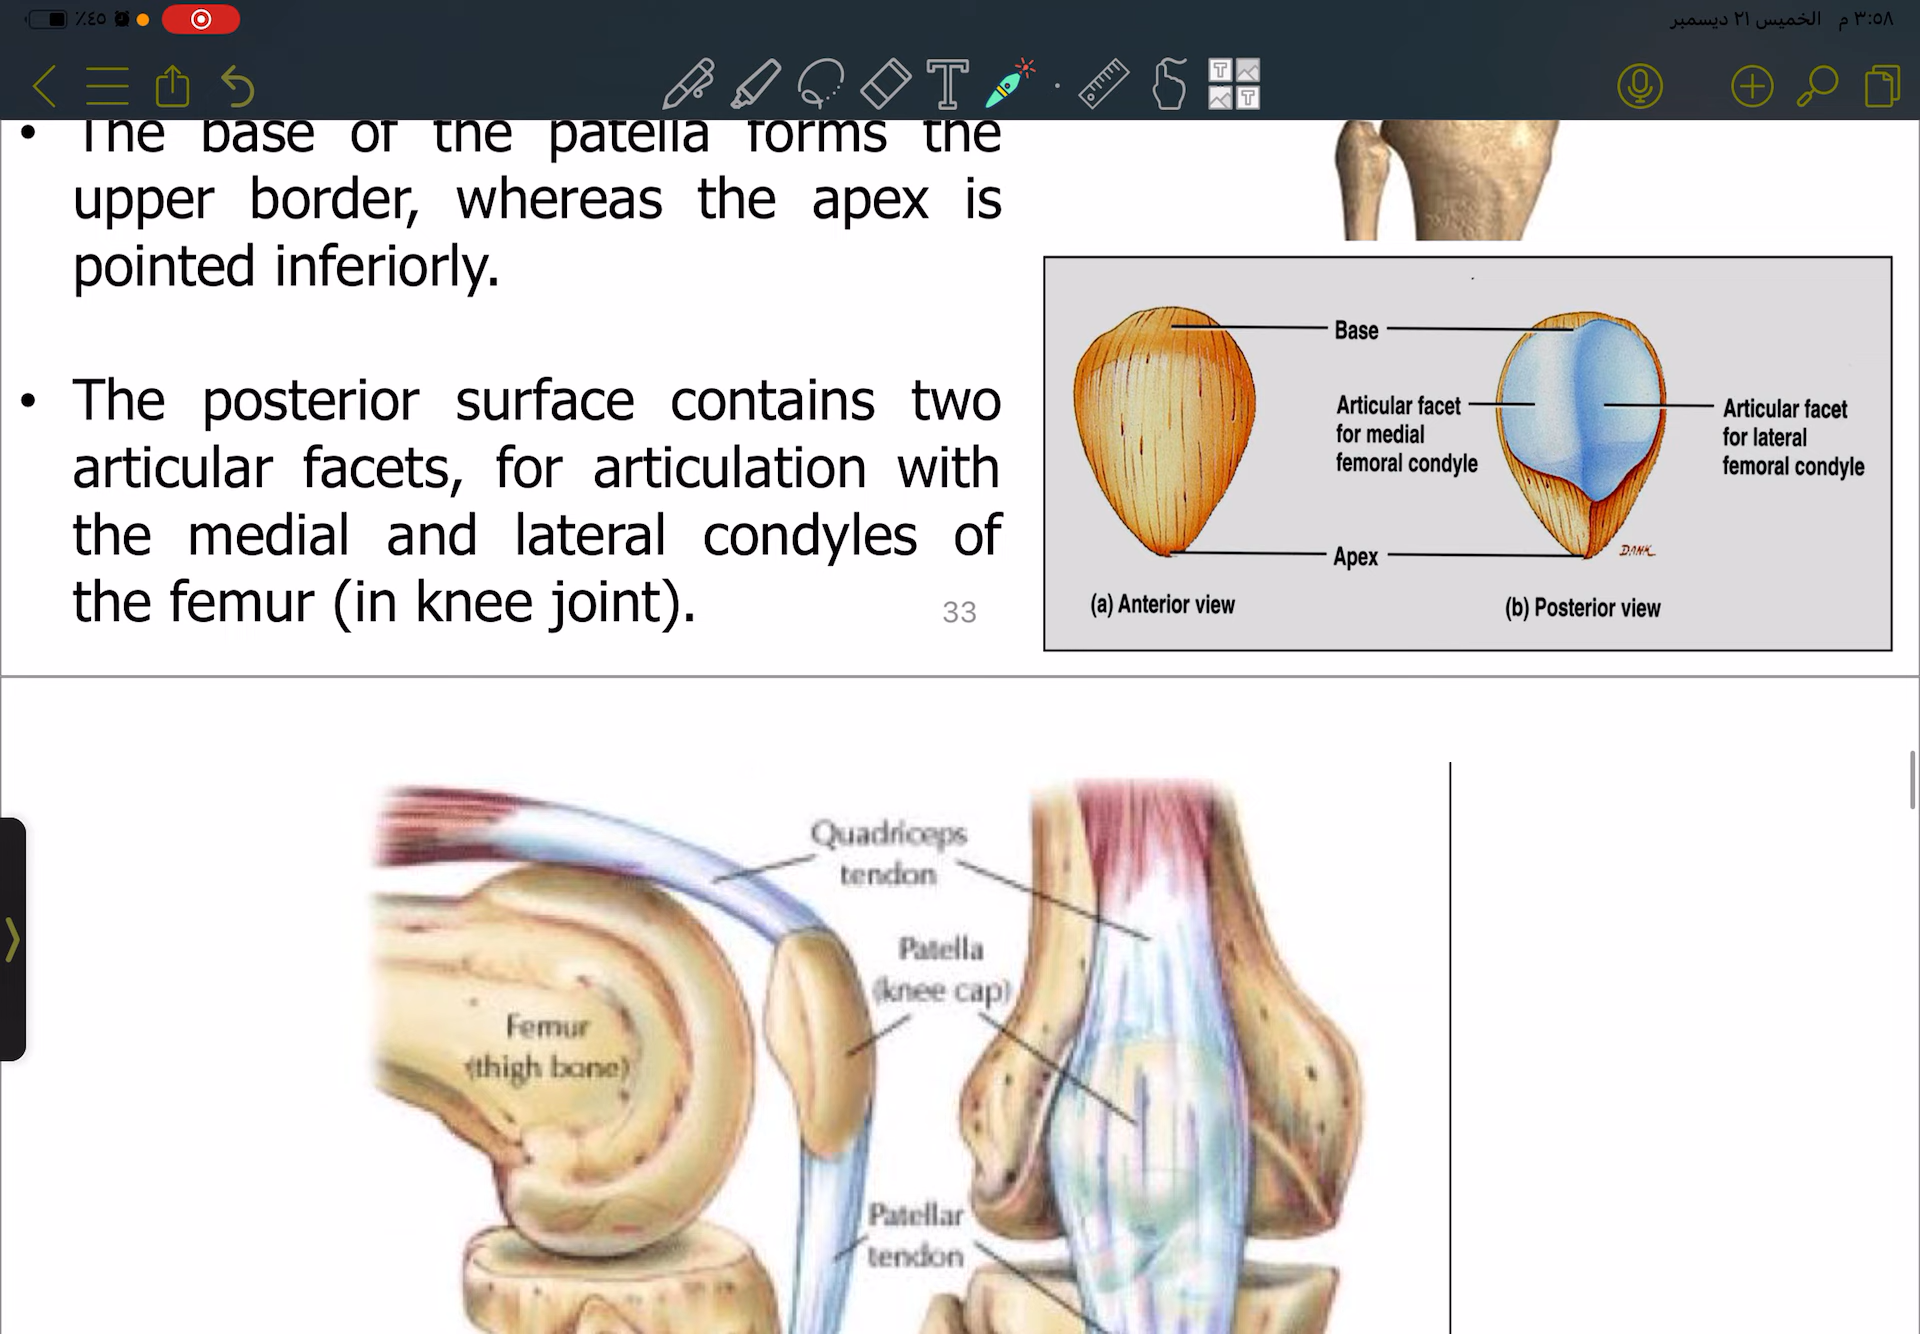 ٪٤٥
٣:٥٨ م الخميس ٢١ ديسمبر
• The base of the patella forms the
upper border, whereas the apex is
pointed inferiorly.
• The posterior surface contains two
articular facets, for articulation with
the medial and lateral condyles of
the femur (in knee joint).
33
Base
Articular facet
for medial
femoral condyle
Articular facet
for lateral
femoral condyle
Apex
DANK
(a) Anterior view
(b) Posterior view
Quadriceps
tendon
Patella
(knee cap)
Femur
(thigh bone)
Patellar
tendon